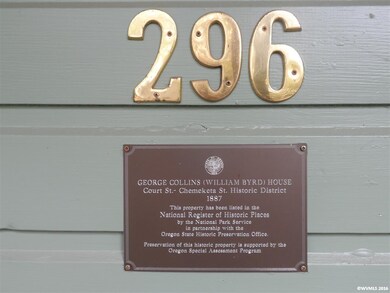 296
GEORGE COLLINS (WILLIAM BYRD) HOUSE
Court St.- Chemeketa St. Historic District
1887
This property has been listed in the
National Register of Historic Places
by the National Park Service
in partnership with the
Oregon State Historic Preservation Office.
Preservation of this historic property is supported by the
Oregon Special Assessment Program.
©WVMLS 2016